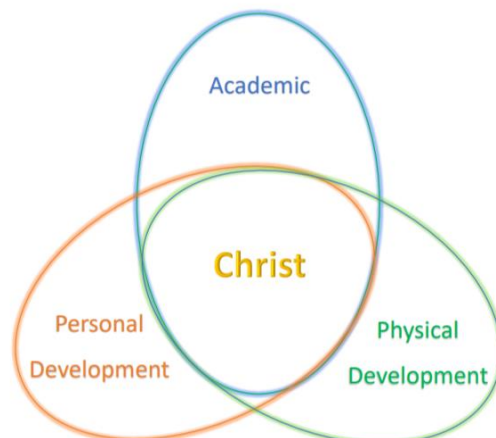 Academic
Christ
Personal
Development
Physical
Development